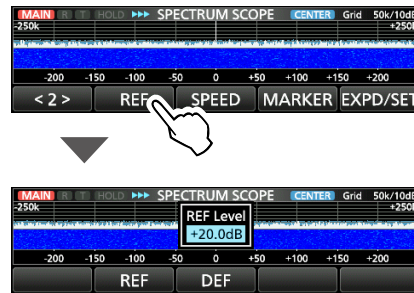 MAIN R T HOLD ▶▶▶ SPECTRUM SCOPE CENTER Grid 50k/10dB
-250k +250k
-200 -150 -100 -50 0 +50 +100 +150 +200
< 2 > REF SPEED MARKER EXPD/SET
MAIN R T HOLD ▶▶▶ SPECTRUM SCOPE CENTER Grid 50k/10dB
-250k +250k
REF Level
+20.0dB
-200 -150 -100 -50 0 +50 +100 +150 +200
REF DEF